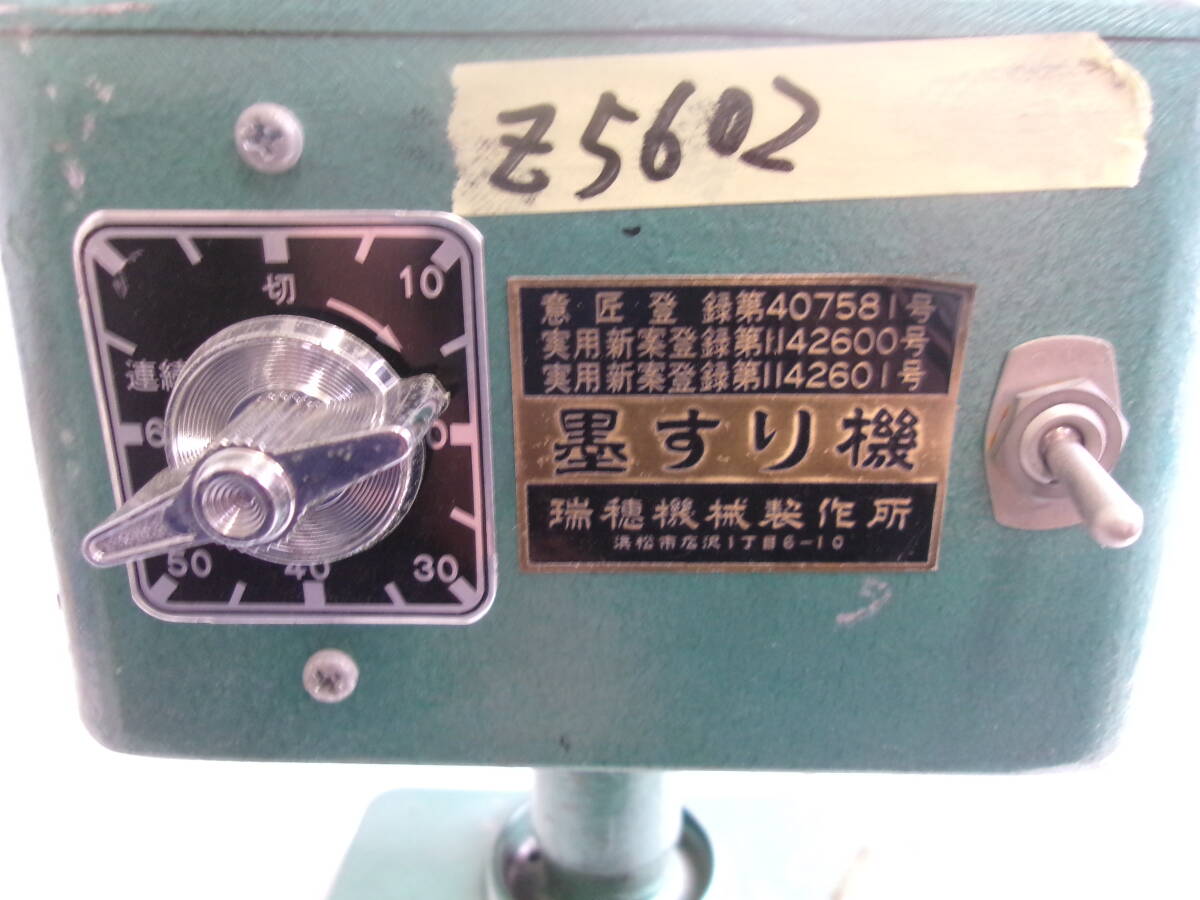 Z5602
切
10
連続
30
40
50
意匠登録第407581号
実用新案登録第1142600号
実用新案登録第1142601号
墨すり機
瑞穂機械製作所
浜松市広沢1丁目6-10